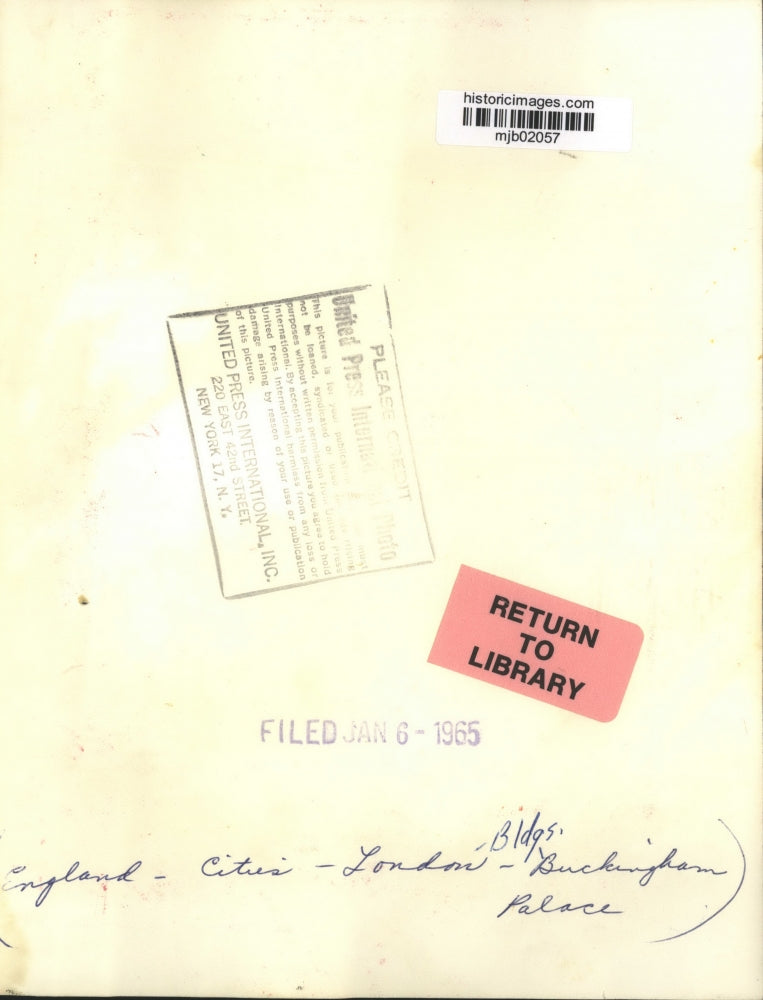 historicimages.com
mjb02057
PLEASE CREDIT
United Press International Photo
This picture is for your publication
not be loaned, syndicated or used
purposes without written permission from United Press
International. By accepting this picture you agree to hold
United Press International harmless from any loss or
damage arising by reason of your use or publication
of this picture.
UNITED PRESS INTERNATIONAL, INC.
220 EAST 42nd STREET,
NEW YORK 17, N. Y.
RETURN
TO
LIBRARY
FILED JAN 6 - 1965
England - Cities - London - Bldgs. - Buckingham
Palace)